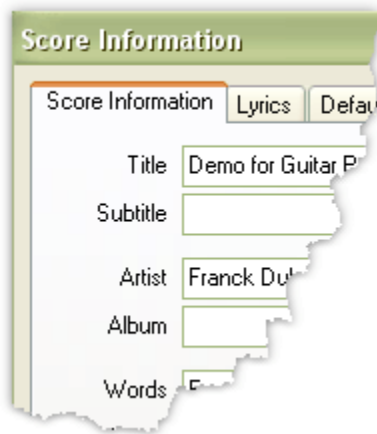 Score Information
Score Information Lyrics
Title Demo for Guitar
Subtitle
Artist Franck
Album
Words